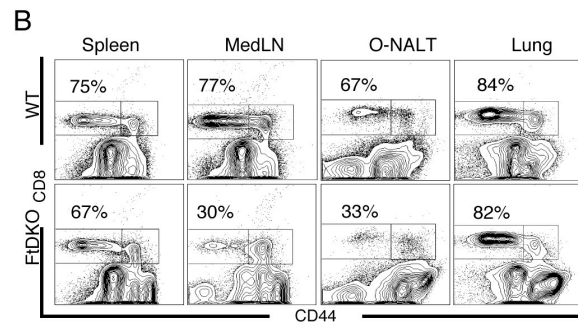 B
Spleen MedLN O-NALT Lung
WT
75% 77% 67% 84%
CD8
FtDKO
67% 30% 33% 82%
CD44